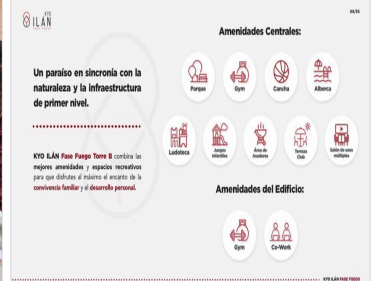 KYO
ILÁN
FASE FUEGO
Un paraíso en sincronía con la
naturaleza y la infraestructura
de primer nivel.
KYO ILÁN Fase Fuego Torre B combina las
mejores amenidades y espacios recreativos
para que disfrutes al máximo el encanto de la
convivencia familiar y el desarrollo personal.
Amenidades Centrales:
Parque
Gym
Cancha
Alberca
Ludoteca
Juegos
Infantiles
Área de
Asadores
Terraza
Club
Salón de usos
múltiples
Amenidades del Edificio:
Gym
Co-Work
KYO ILÁN FASE FUEGO